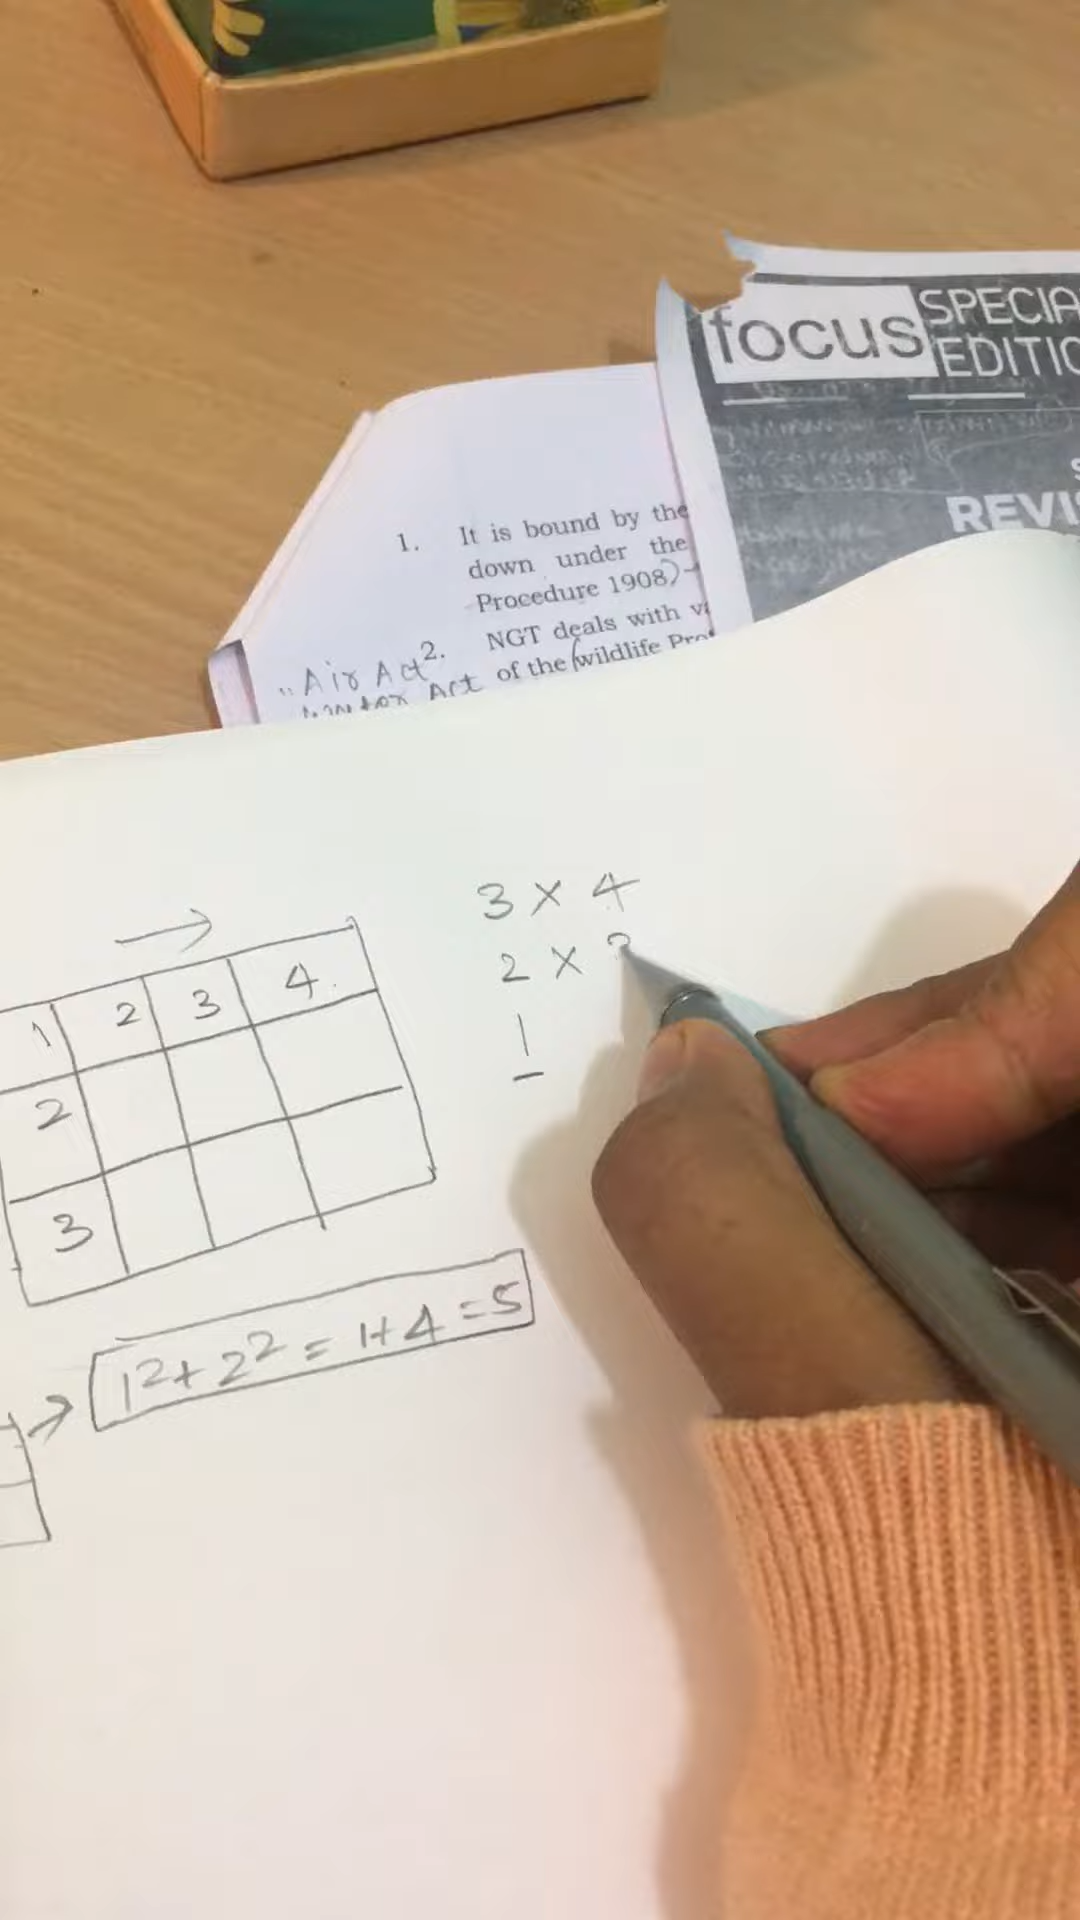 focus SPECIA
EDITIO
REVI
1. It is bound by the
down under the
Procedure 1908)
2. NGT deals with
of the wildlife
Air Act
Act
3 × 4
2 ×
1
1 2 3 4
2
3
1² + 2² = 1 + 4 = 5